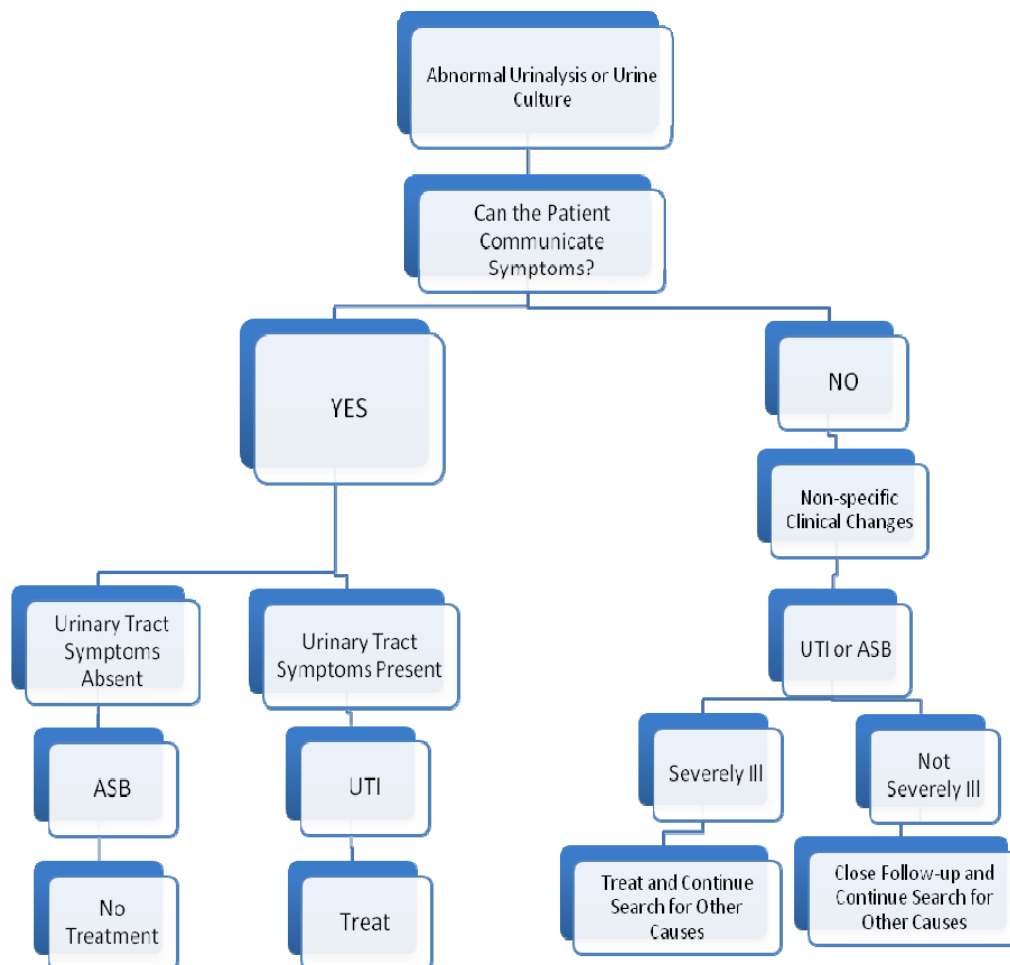 Abnormal Urinalysis or Urine
Culture
Can the Patient
Communicate
Symptoms?
YES
NO
Non-specific
Clinical Changes
Urinary Tract
Symptoms
Absent
Urinary Tract
Symptoms Present
UTI or ASB
ASB
UTI
Severely Ill
Not
Severely Ill
No
Treatment
Treat
Treat and Continue
Search for Other
Causes
Close Follow-up and
Continue Search for
Other Causes